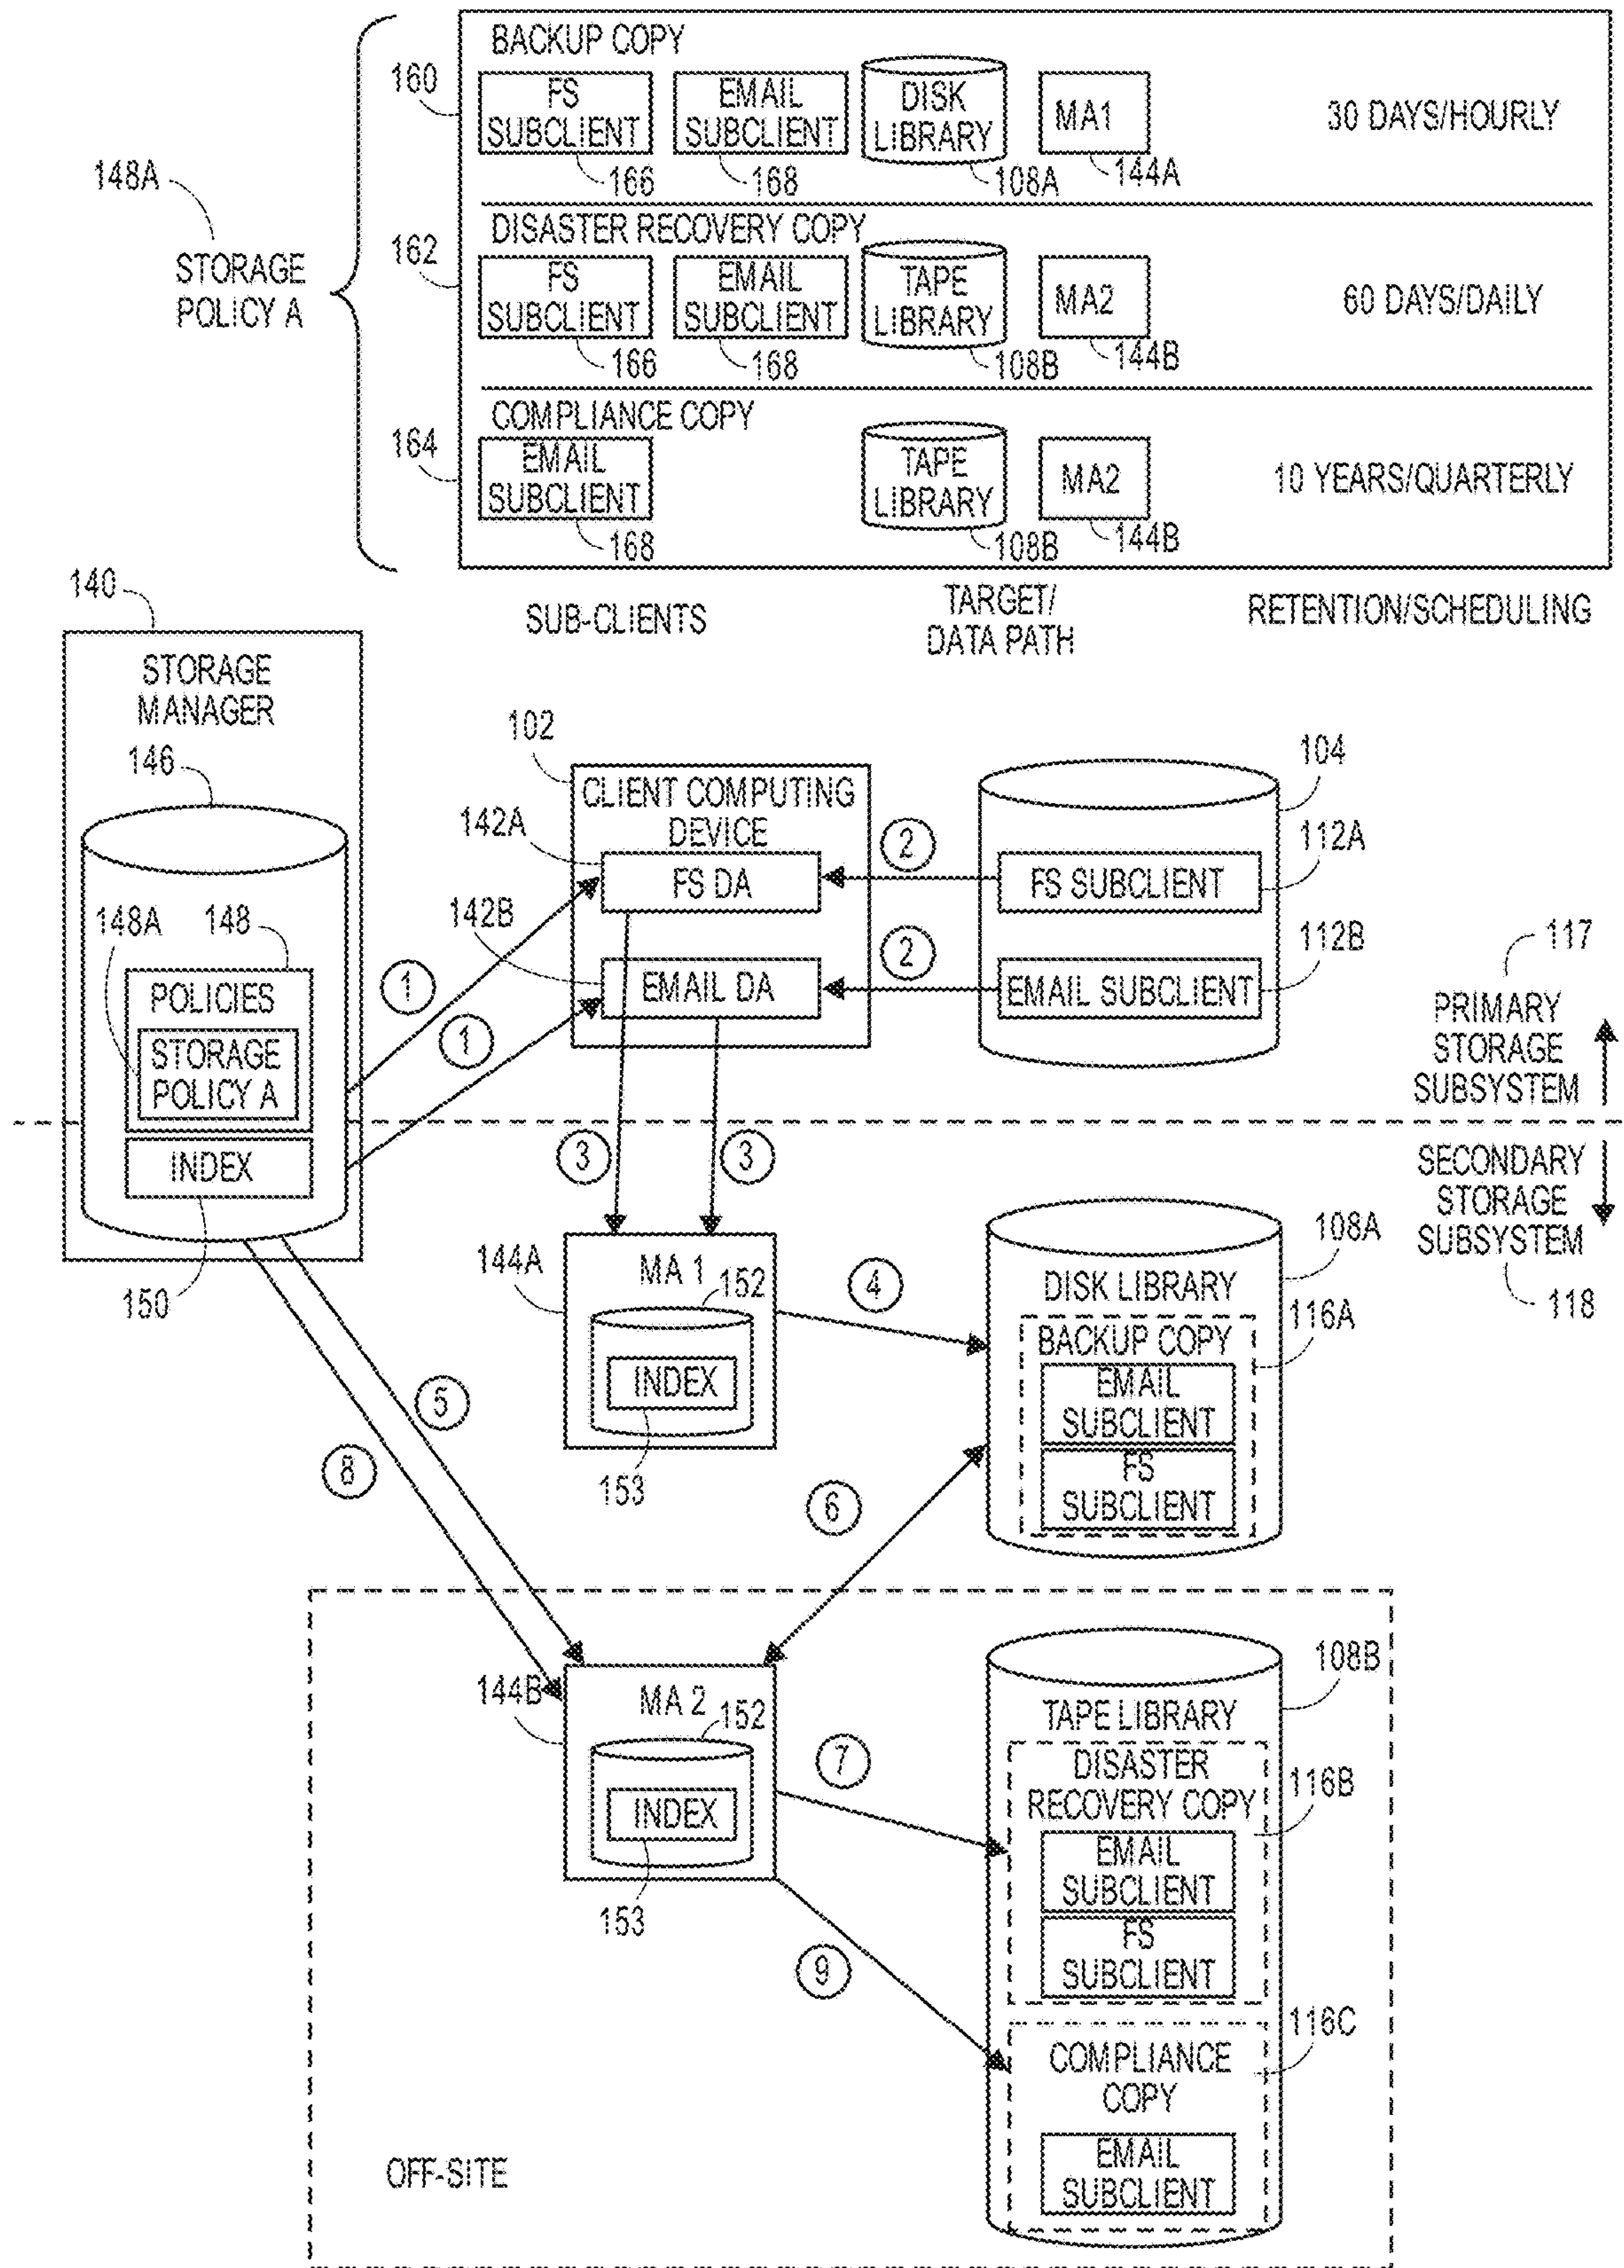 BACKUP COPY
160
FS
SUBCLIENT
166
EMAIL
SUBCLIENT
168
DISK
LIBRARY
108A
MA1
144A
30 DAYS/HOURLY
148A
STORAGE
POLICY A
DISASTER RECOVERY COPY
162
FS
SUBCLIENT
166
EMAIL
SUBCLIENT
168
TAPE
LIBRARY
108B
MA2
144B
60 DAYS/DAILY
COMPLIANCE COPY
164
EMAIL
SUBCLIENT
168
TAPE
LIBRARY
108B
MA2
144B
10 YEARS/QUARTERLY
SUB-CLIENTS
TARGET/
DATA PATH
RETENTION/SCHEDULING
140
STORAGE
MANAGER
146
148A
148
POLICIES
STORAGE
POLICY A
INDEX
150
1
1
102
CLIENT COMPUTING
DEVICE
142A
FS DA
142B
EMAIL DA
2
2
104
FS SUBCLIENT
112A
EMAIL SUBCLIENT
112B
117
PRIMARY
STORAGE
SUBSYSTEM
SECONDARY
STORAGE
SUBSYSTEM
118
3
3
144A
MA 1
152
INDEX
153
4
108A
DISK LIBRARY
BACKUP COPY
116A
EMAIL
SUBCLIENT
FS
SUBCLIENT
5
8
6
144B
MA 2
152
INDEX
153
7
9
108B
TAPE LIBRARY
DISASTER
RECOVERY COPY
116B
EMAIL
SUBCLIENT
FS
SUBCLIENT
116C
COMPLIANCE
COPY
EMAIL
SUBCLIENT
OFF-SITE